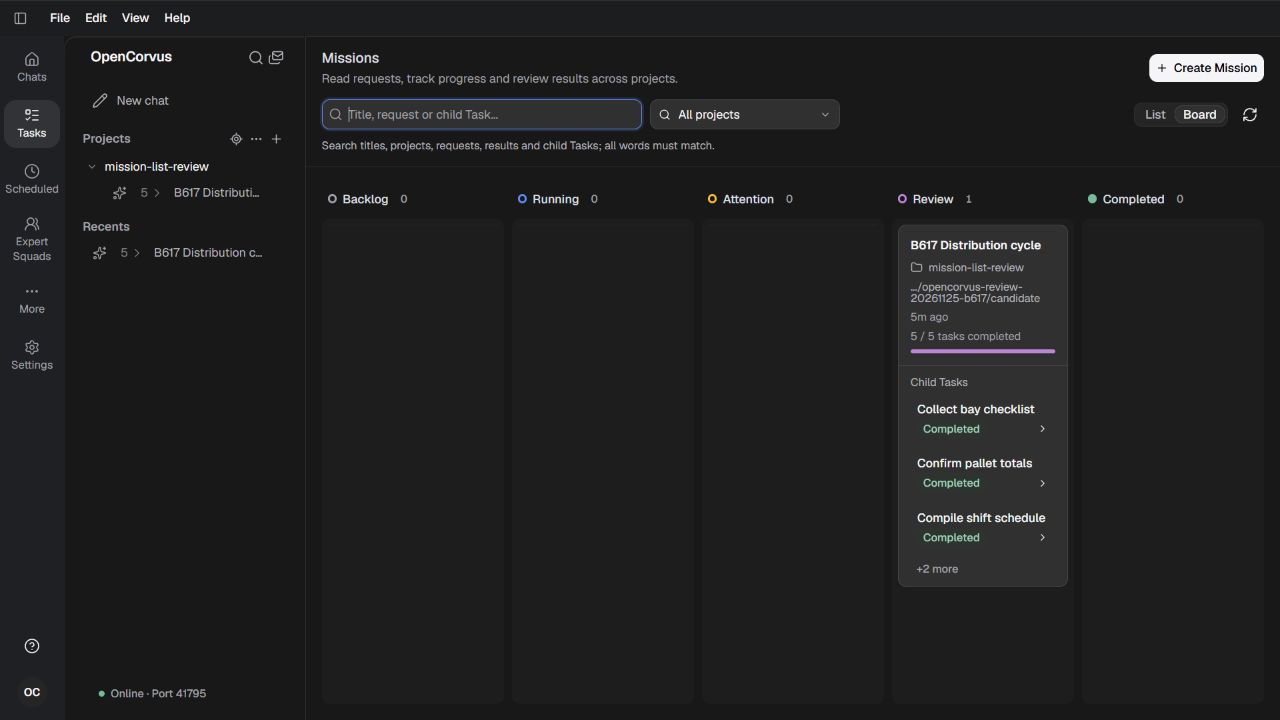 File Edit View Help
Chats
Tasks
Scheduled
Expert
Squads
More
Settings
OC
OpenCorvus
New chat
Projects
mission-list-review
5 B617 Distributi...
Recents
5 B617 Distribution c...
Online · Port 41795
Missions
Read requests, track progress and review results across projects.
Create Mission
Title, request or child Task...
All projects
List Board
Search titles, projects, requests, results and child Tasks; all words must match.
Backlog 0
Running 0
Attention 0
Review 1
Completed 0
B617 Distribution cycle
mission-list-review
.../opencorvus-review-
20261125-b617/candidate
5m ago
5 / 5 tasks completed
Child Tasks
Collect bay checklist
Completed
Confirm pallet totals
Completed
Compile shift schedule
Completed
+2 more